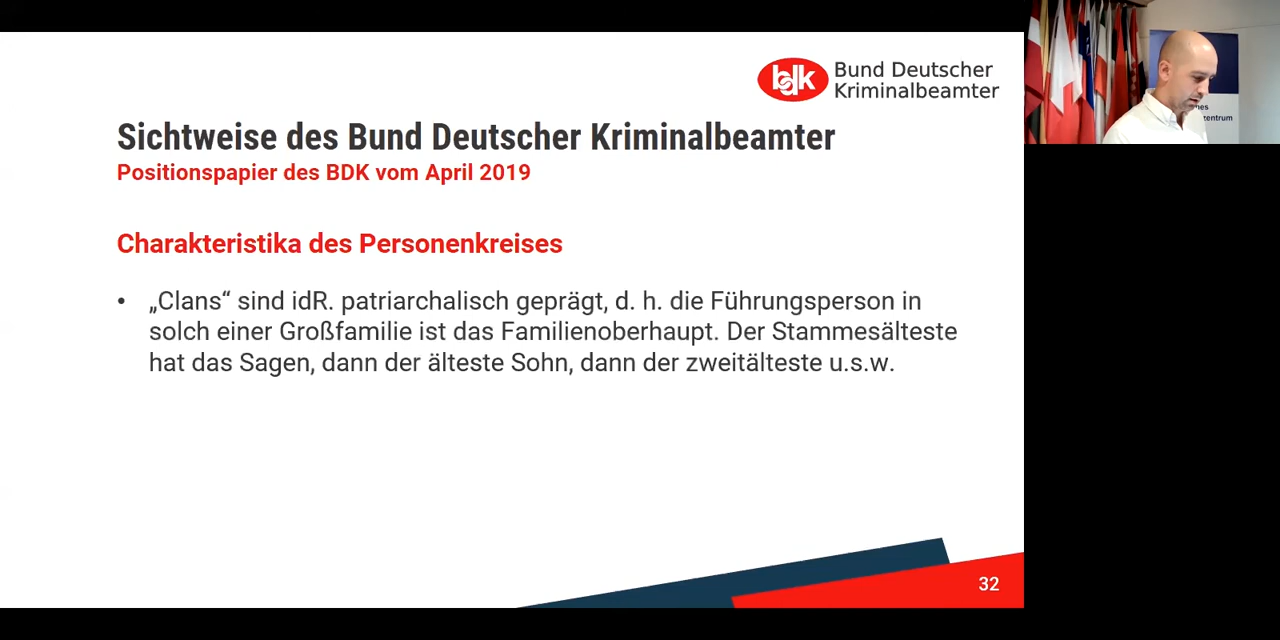 bdk
Bund Deutscher
Kriminalbeamter
Sichtweise des Bund Deutscher Kriminalbeamter
Positionspapier des BDK vom April 2019
Charakteristika des Personenkreises
• „Clans“ sind idR. patriarchalisch geprägt, d. h. die Führungsperson in
solch einer Großfamilie ist das Familienoberhaupt. Der Stammesälteste
hat das Sagen, dann der älteste Sohn, dann der zweitälteste u.s.w.
32